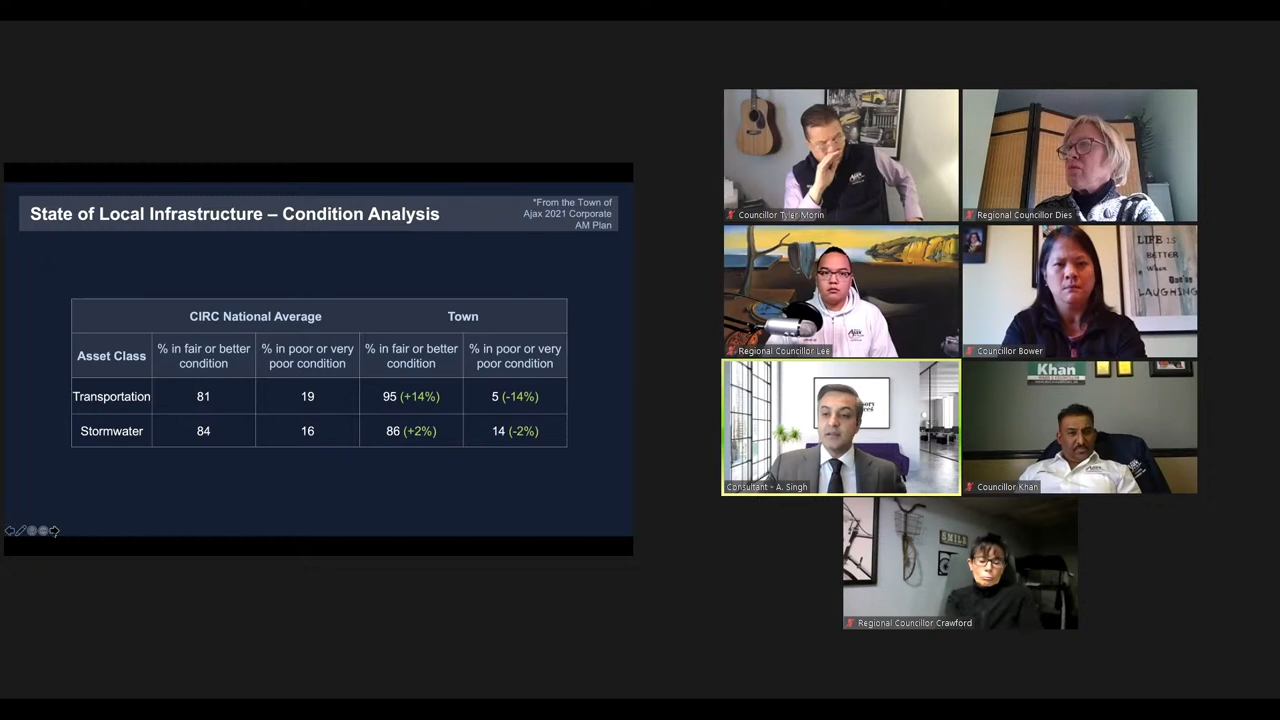 State of Local Infrastructure – Condition Analysis
*From the Town of
Ajax 2021 Corporate
AM Plan
CIRC National Average
Town
Asset Class
% in fair or better
condition
% in poor or very
poor condition
% in fair or better
condition
% in poor or very
poor condition
Transportation
81
19
95 (+14%)
5 (-14%)
Stormwater
84
16
86 (+2%)
14 (-2%)
Councillor Tyler Morin
Regional Councillor Dies
LIFE IS
BETTER
When
LAUGHING
Regional Councillor Lee
Councillor Bower
Consultant - A. Singh
Khan
Councillor Khan
SMILE
Regional Councillor Crawford